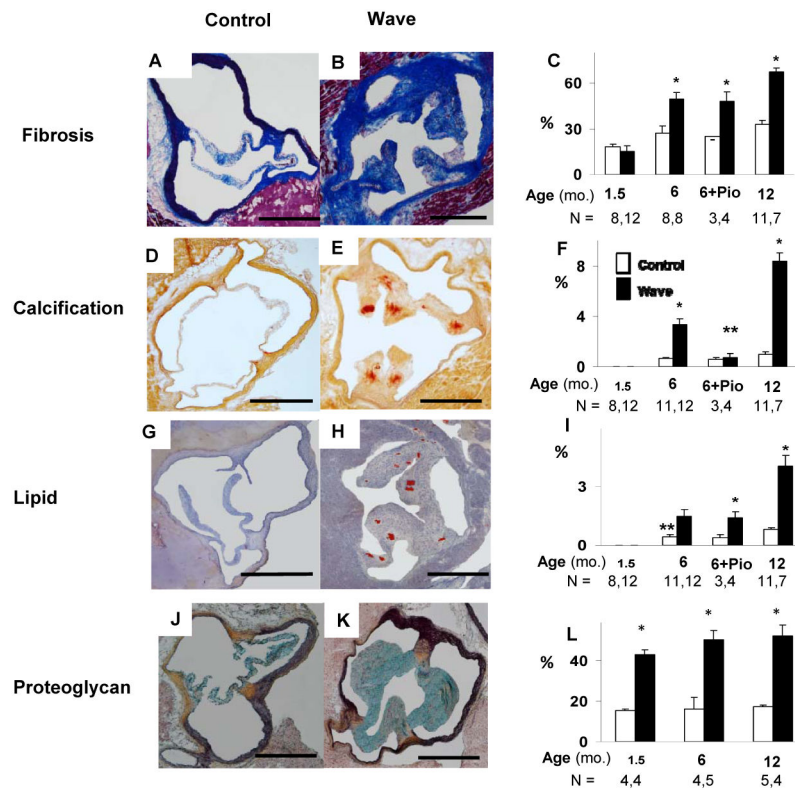 Control Wave
A B C
Fibrosis
60
%
30
0
* * *
Age (mo.) 1.5 6 6+Pio 12
N = 8,12 8,8 3,4 11,7
D E F
Calcification
8
%
4
0
Control
Wave
* ** *
Age (mo.) 1.5 6 6+Pio 12
N = 8,12 11,12 3,4 11,7
G H I
Lipid
6
%
3
0
** * *
Age (mo.) 1.5 6 6+Pio 12
N = 8,12 11,12 3,4 11,7
J K L
Proteoglycan
%
40
20
0
* * *
Age (mo.) 1.5 6 12
N = 4,4 4,5 5,4